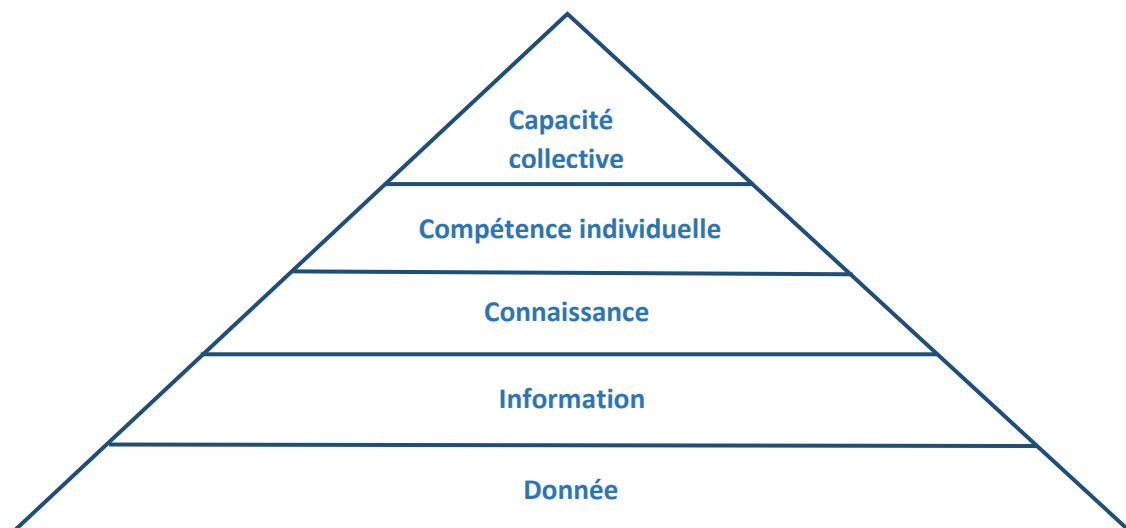 Capacité
collective
Compétence individuelle
Connaissance
Information
Donnée